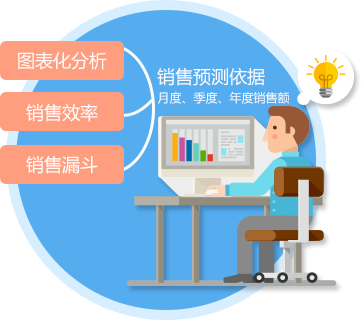 图表化分析
销售效率
销售漏斗
销售预测依据
月度、季度、年度销售额